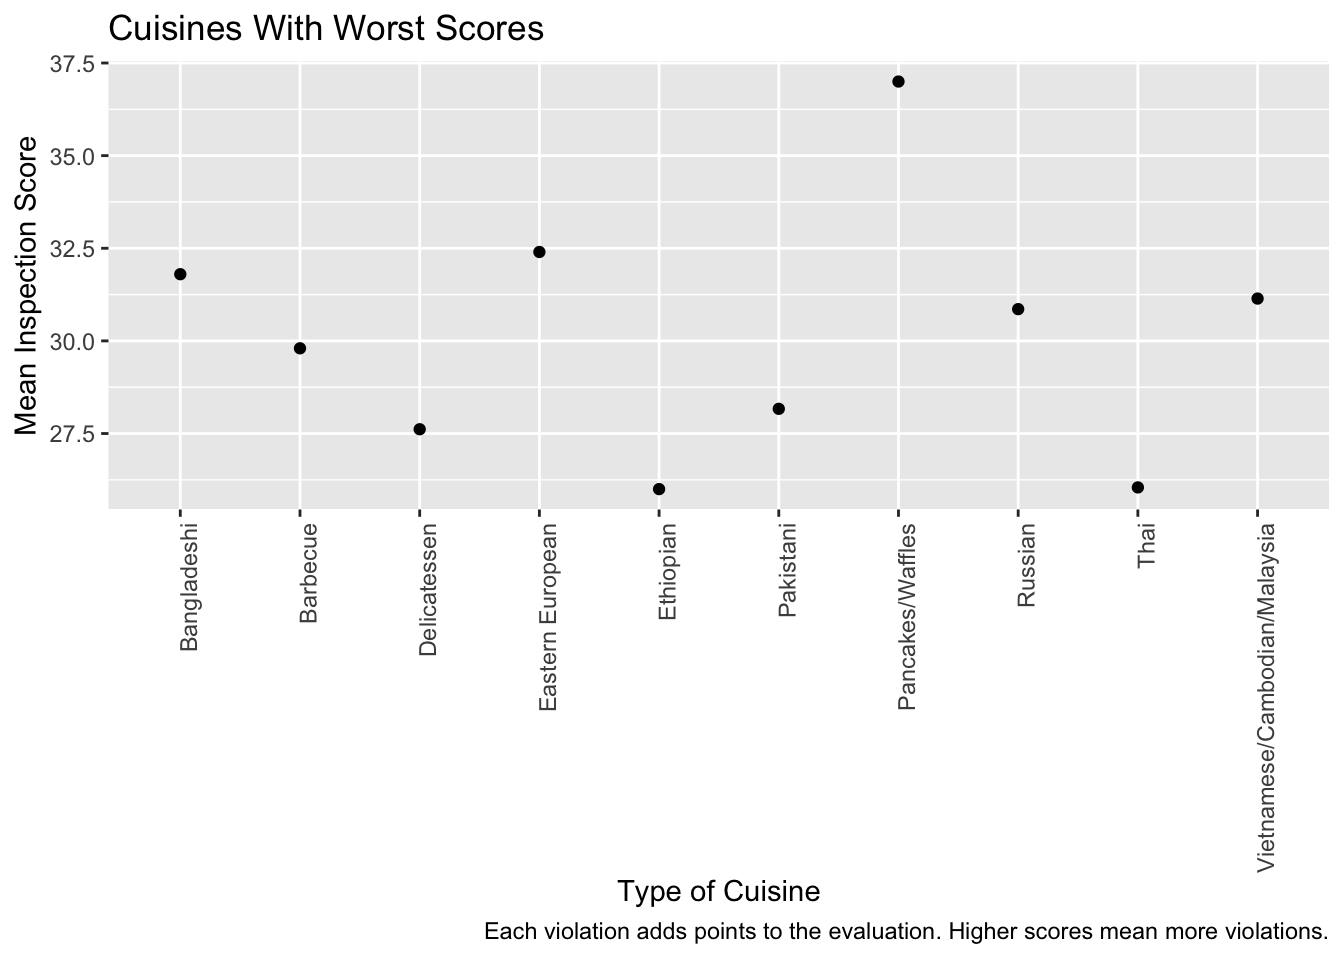 Cuisines With Worst Scores
Mean Inspection Score
37.5
35.0
32.5
30.0
27.5
Bangladeshi
Barbecue
Delicatessen
Eastern European
Ethiopian
Pakistani
Pancakes/Waffles
Russian
Thai
Vietnamese/Cambodian/Malaysia
Type of Cuisine
Each violation adds points to the evaluation. Higher scores mean more violations.